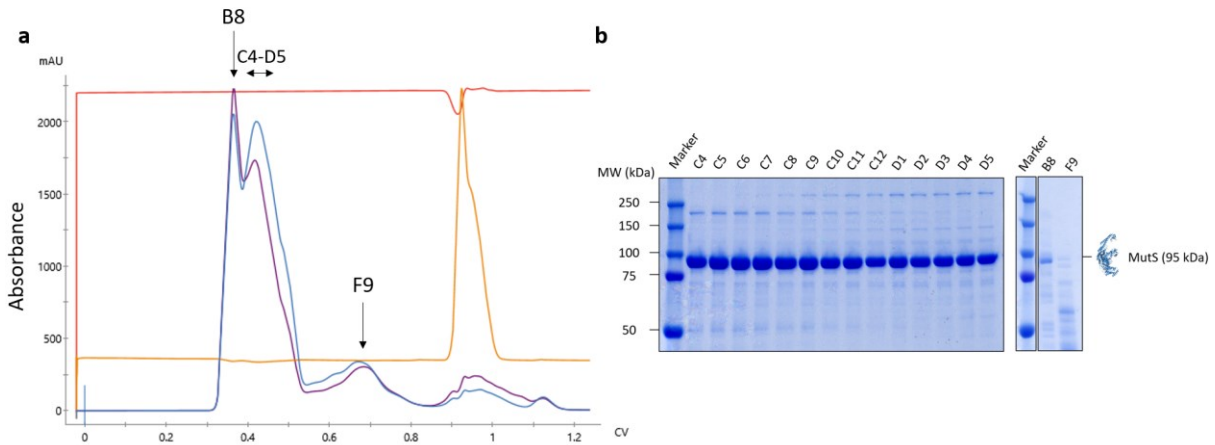 a
B8
C4-D5
mAU
F9
Absorbance
2000
1500
1000
500
0
0
0.2
0.4
0.6
0.8
1
1.2
CV
b
MW (kDa)
Marker
C4
C5
C6
C7
C8
C9
C10
C11
C12
D1
D2
D3
D4
D5
250
150
100
75
50
Marker
B8
F9
MutS (95 kDa)